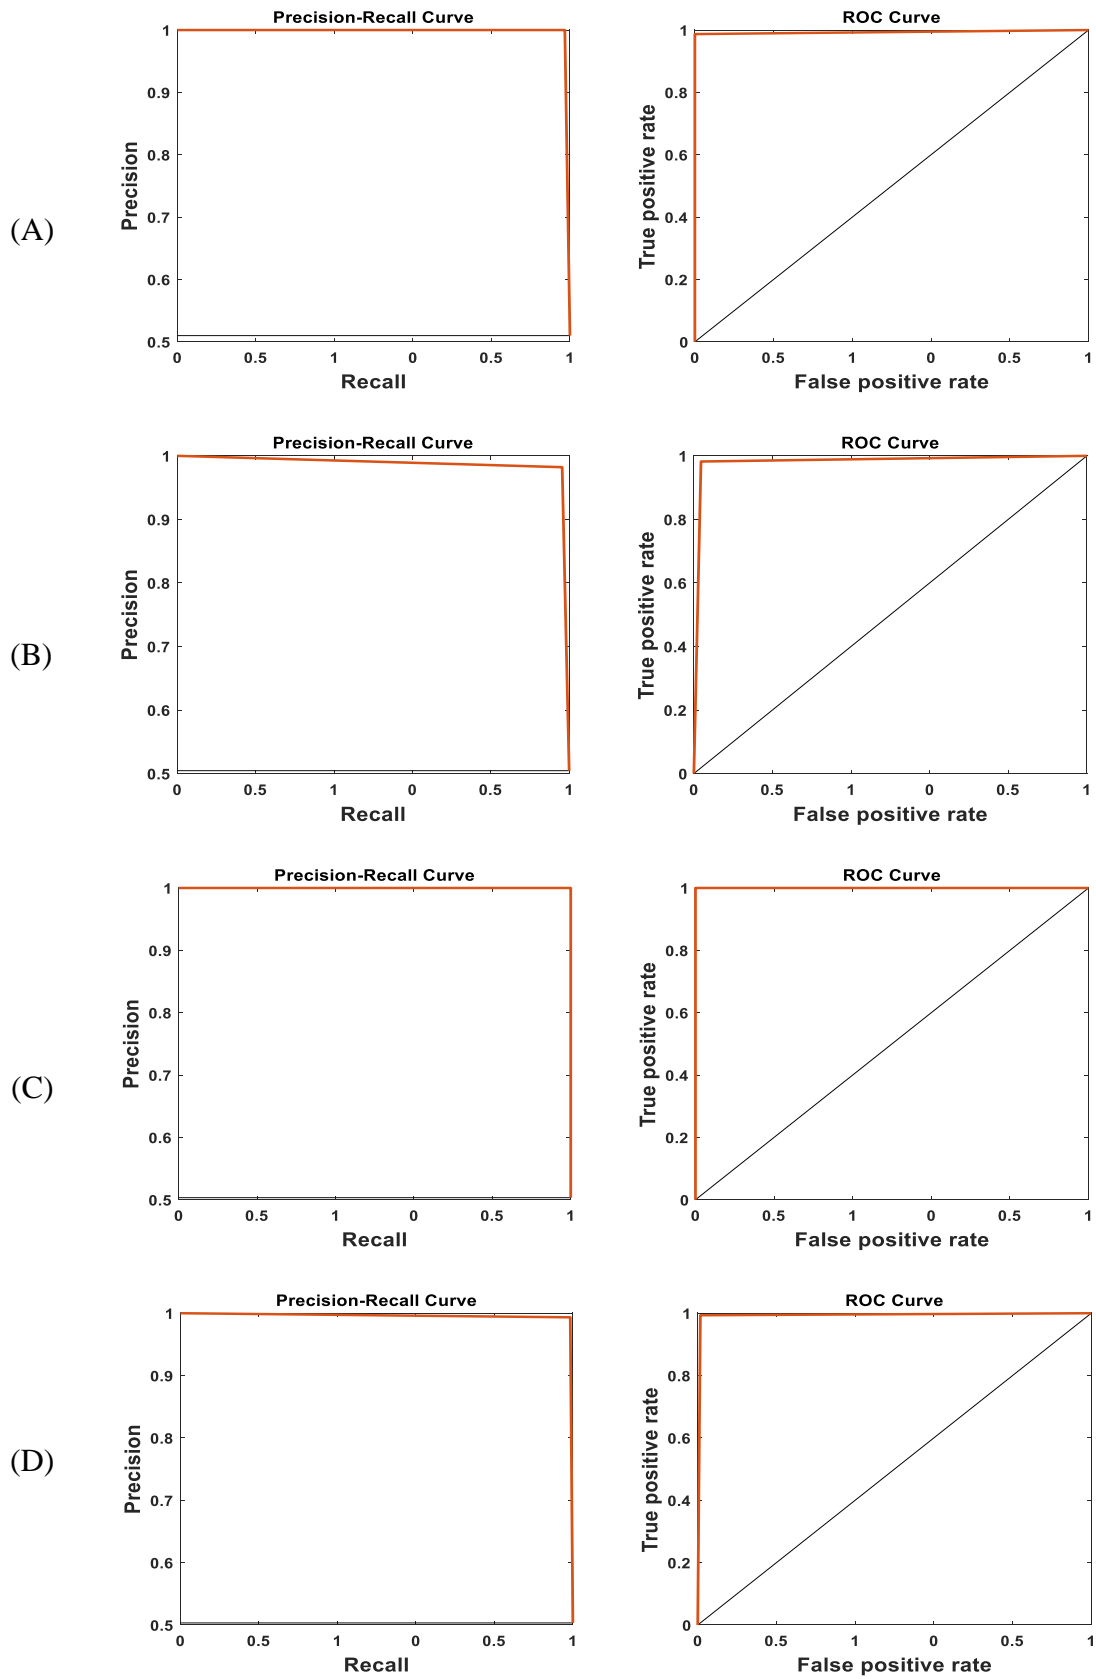 (A)
Precision-Recall Curve
1
0.9
0.8
0.7
0.6
0.5
Precision
0 0.5 1 0 0.5 1
Recall
ROC Curve
1
0.8
0.6
0.4
0.2
0
True positive rate
0 0.5 1 0 0.5 1
False positive rate
(B)
Precision-Recall Curve
1
0.9
0.8
0.7
0.6
0.5
Precision
0 0.5 1 0 0.5 1
Recall
ROC Curve
1
0.8
0.6
0.4
0.2
0
True positive rate
0 0.5 1 0 0.5 1
False positive rate
(C)
Precision-Recall Curve
1
0.9
0.8
0.7
0.6
0.5
Precision
0 0.5 1 0 0.5 1
Recall
ROC Curve
1
0.8
0.6
0.4
0.2
0
True positive rate
0 0.5 1 0 0.5 1
False positive rate
(D)
Precision-Recall Curve
1
0.9
0.8
0.7
0.6
0.5
Precision
0 0.5 1 0 0.5 1
Recall
ROC Curve
1
0.8
0.6
0.4
0.2
0
True positive rate
0 0.5 1 0 0.5 1
False positive rate